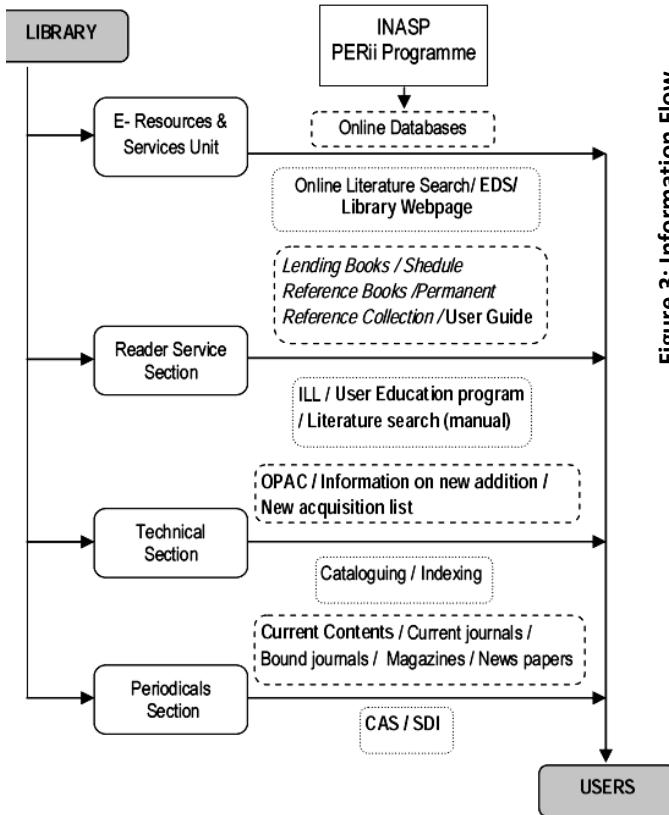 LIBRARY
INASP
PERii Programme
E- Resources &
Services Unit
Online Databases
Online Literature Search/ EDS/
Library Webpage
Lending Books / Shedule
Reference Books /Permanent
Reference Collection /User Guide
Reader Service
Section
ILL / User Education program
/ Literature search (manual)
OPAC / Information on new addition /
New acquisition list
Technical
Section
Cataloguing / Indexing
Current Contents / Current journals /
Bound journals / Magazines / News papers
Periodicals
Section
CAS / SDI
USERS
Figure 3: Information Flow